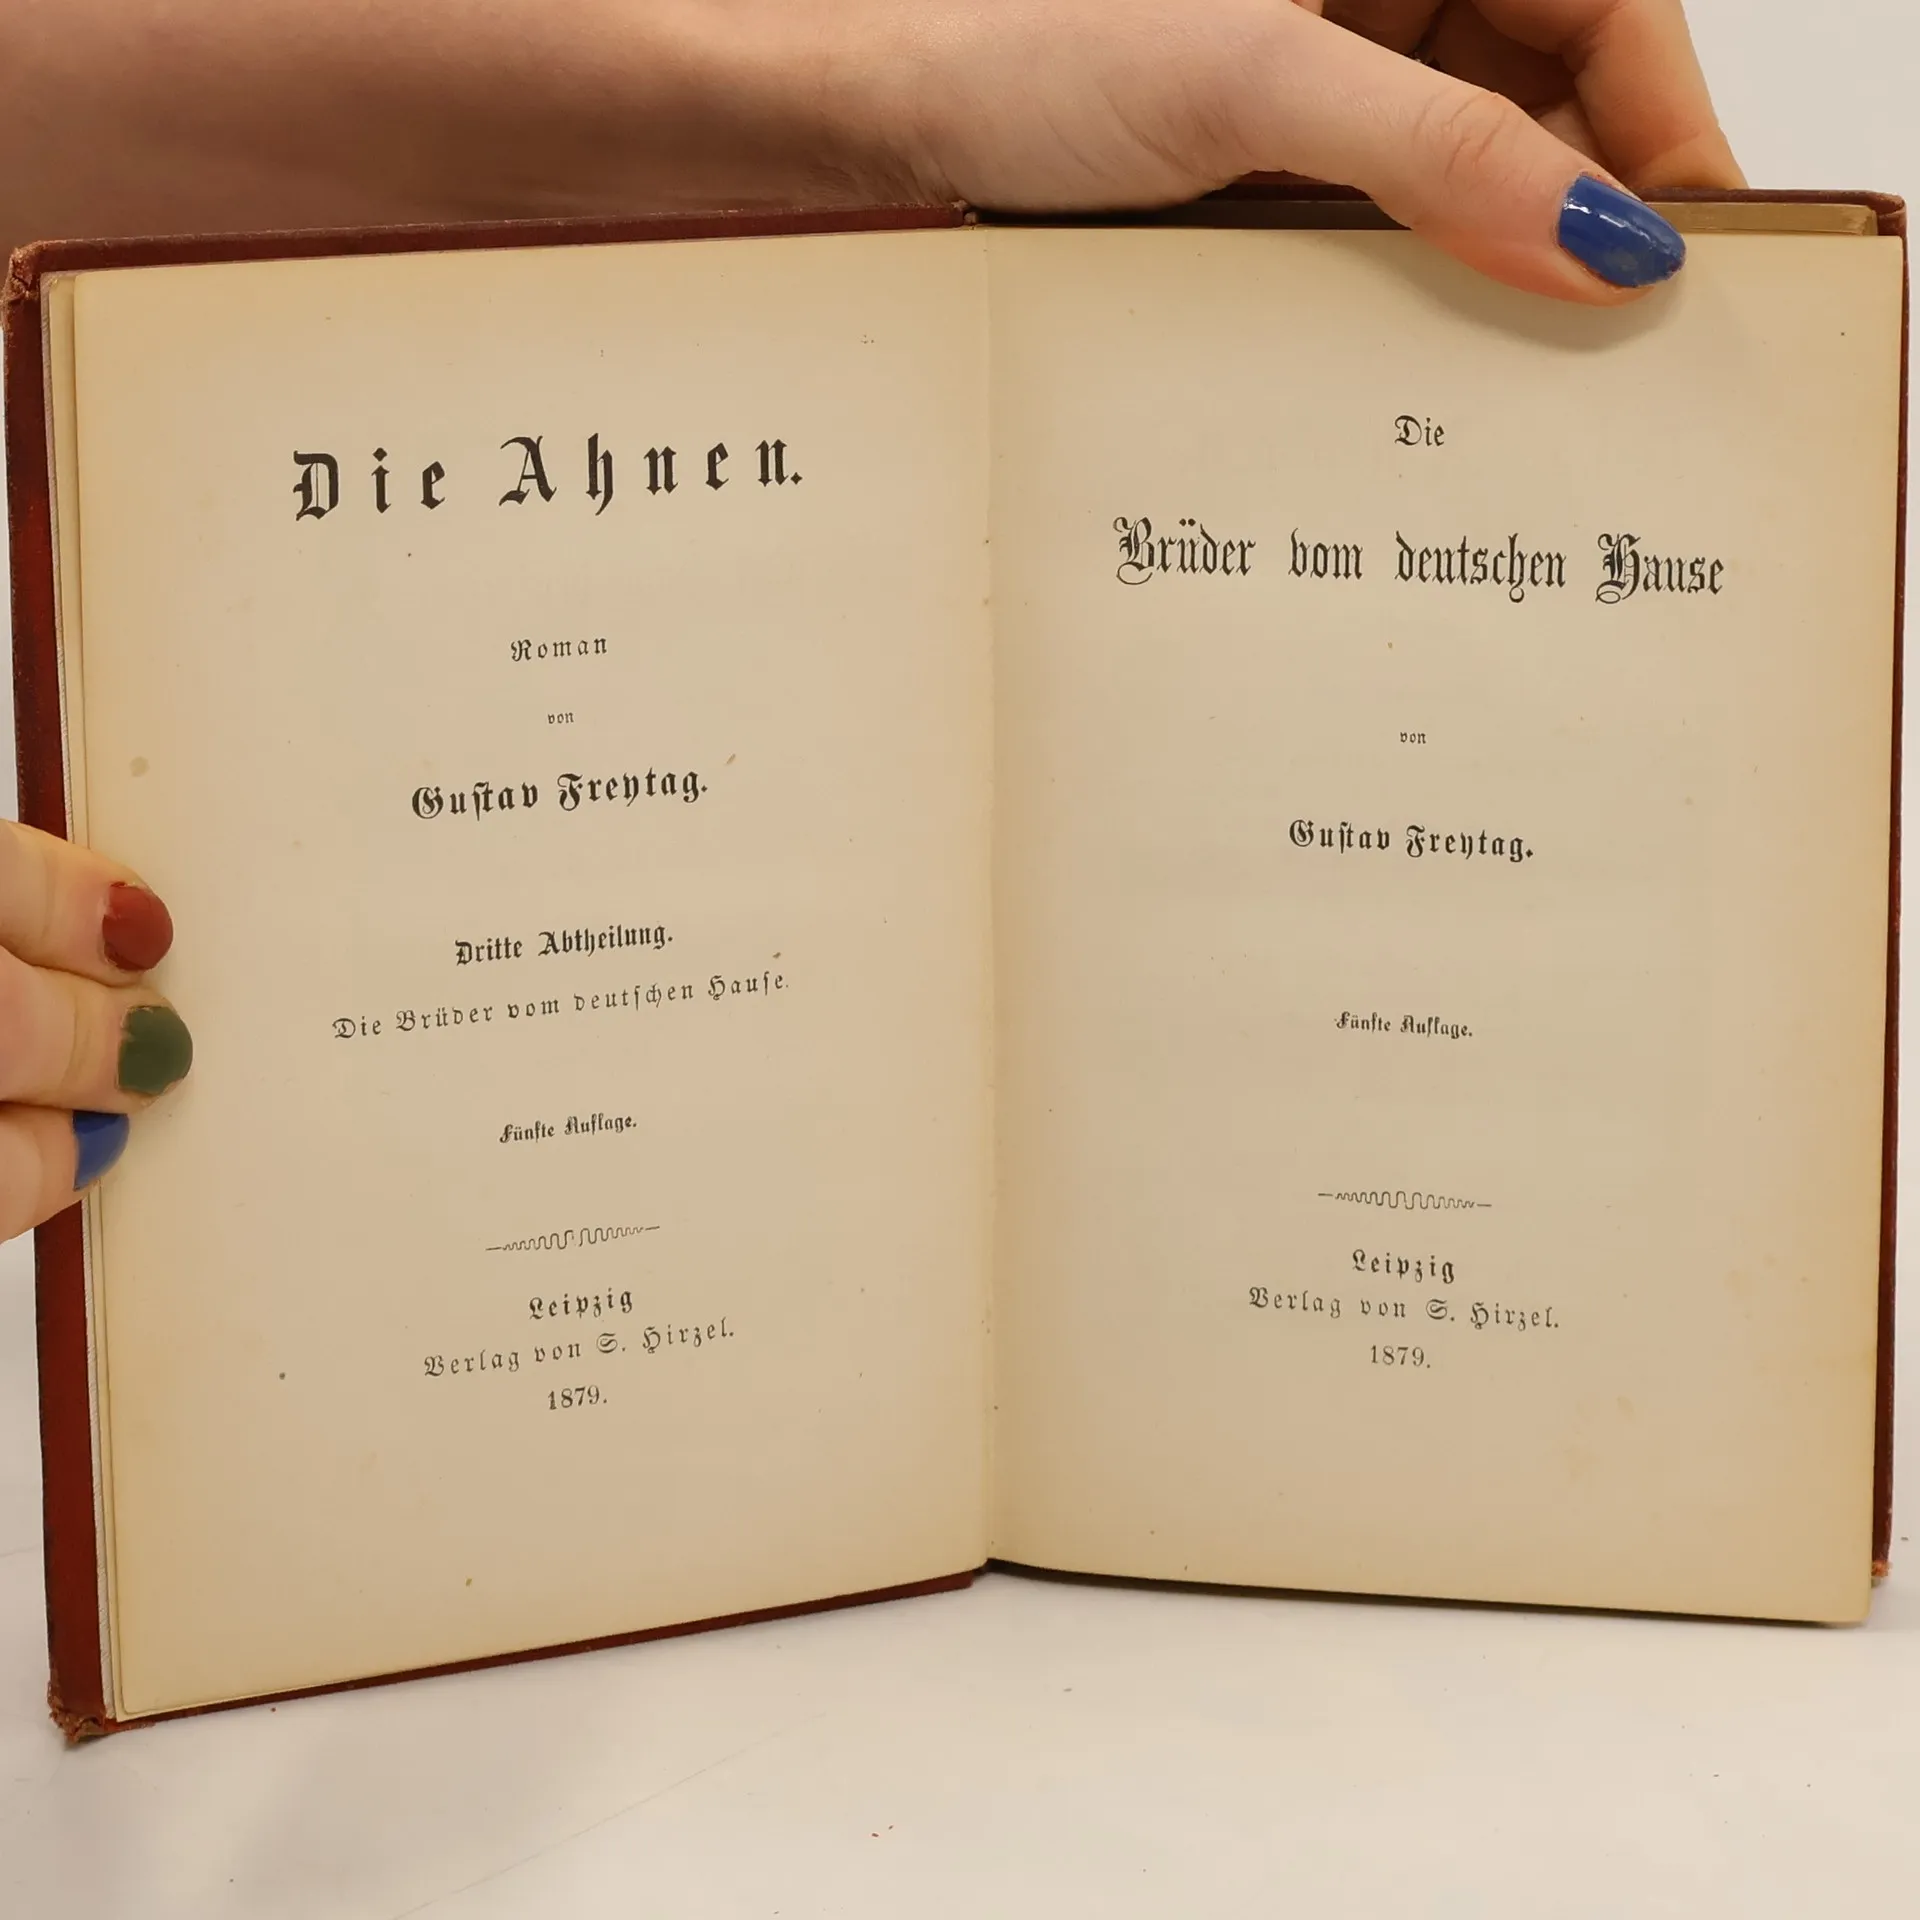 Die Ahnen.
Roman
von
Guſtav Freytag.
Dritte Abtheilung.
Die Brüder vom deutſchen Hauſe.
Fünfte Auflage.
Leipzig
Verlag von S. Hirzel.
1879.
Die
Brüder vom deutschen Hause
von
Guſtav Freytag.
Fünfte Auflage.
Leipzig
Verlag von S. Hirzel.
1879.